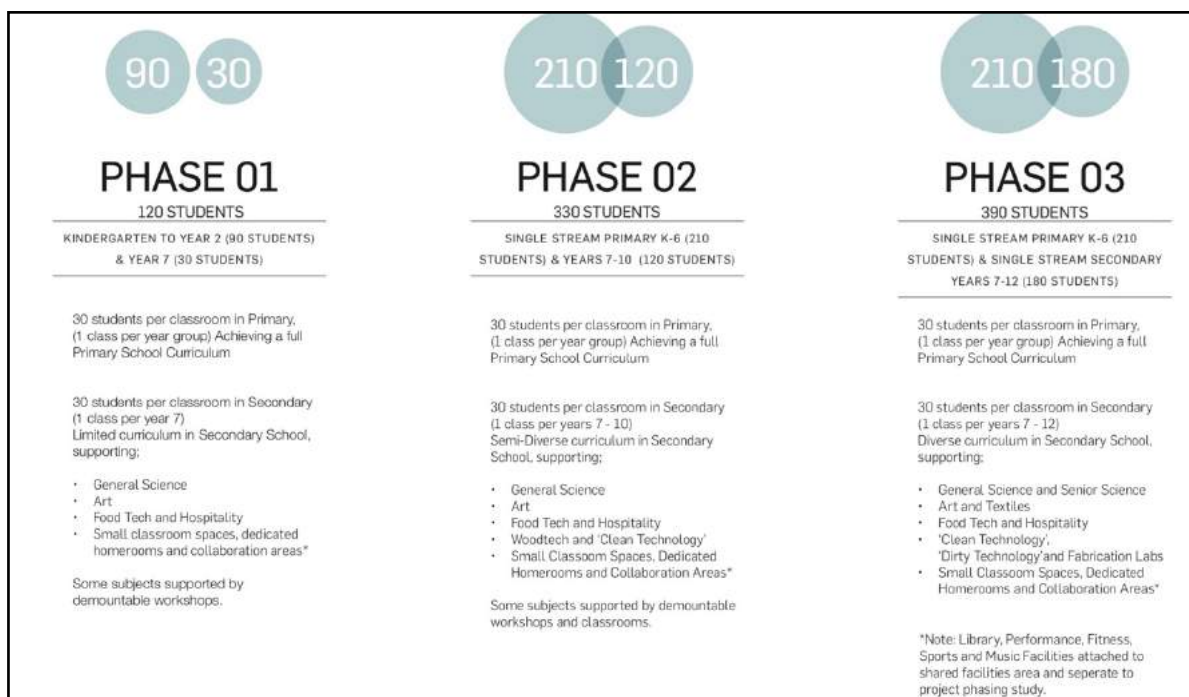 90 30
PHASE 01
120 STUDENTS
KINDERGARTEN TO YEAR 2 (90 STUDENTS)
& YEAR 7 (30 STUDENTS)
30 students per classroom in Primary,
(1 class per year group) Achieving a full
Primary School Curriculum
30 students per classroom in Secondary
(1 class per year 7)
Limited curriculum in Secondary School,
supporting;
• General Science
• Art
• Food Tech and Hospitality
• Small classroom spaces, dedicated
homerooms and collaboration areas*
Some subjects supported by
demountable workshops.
210 120
PHASE 02
330 STUDENTS
SINGLE STREAM PRIMARY K-6 (210
STUDENTS) & YEARS 7-10 (120 STUDENTS)
30 students per classroom in Primary,
(1 class per year group) Achieving a full
Primary School Curriculum
30 students per classroom in Secondary
(1 class per years 7 - 10)
Semi-Diverse curriculum in Secondary
School, supporting;
• General Science
• Art
• Food Tech and Hospitality
• Woodtech and ‘Clean Technology’
• Small Classoom Spaces, Dedicated
Homerooms and Collaboration Areas*
Some subjects supported by demountable
workshops and classrooms.
210 180
PHASE 03
390 STUDENTS
SINGLE STREAM PRIMARY K-6 (210
STUDENTS) & SINGLE STREAM SECONDARY
YEARS 7-12 (180 STUDENTS)
30 students per classroom in Primary,
(1 class per year group) Achieving a full
Primary School Curriculum
30 students per classroom in Secondary
(1 class per years 7 - 12)
Diverse curriculum in Secondary School,
supporting;
• General Science and Senior Science
• Art and Textiles
• Food Tech and Hospitality
• ‘Clean Technology’,
‘Dirty Technology’and Fabrication Labs
• Small Classoom Spaces, Dedicated
Homerooms and Collaboration Areas*
*Note: Library, Performance, Fitness,
Sports and Music Facilities attached to
shared facilities area and seperate to
project phasing study.